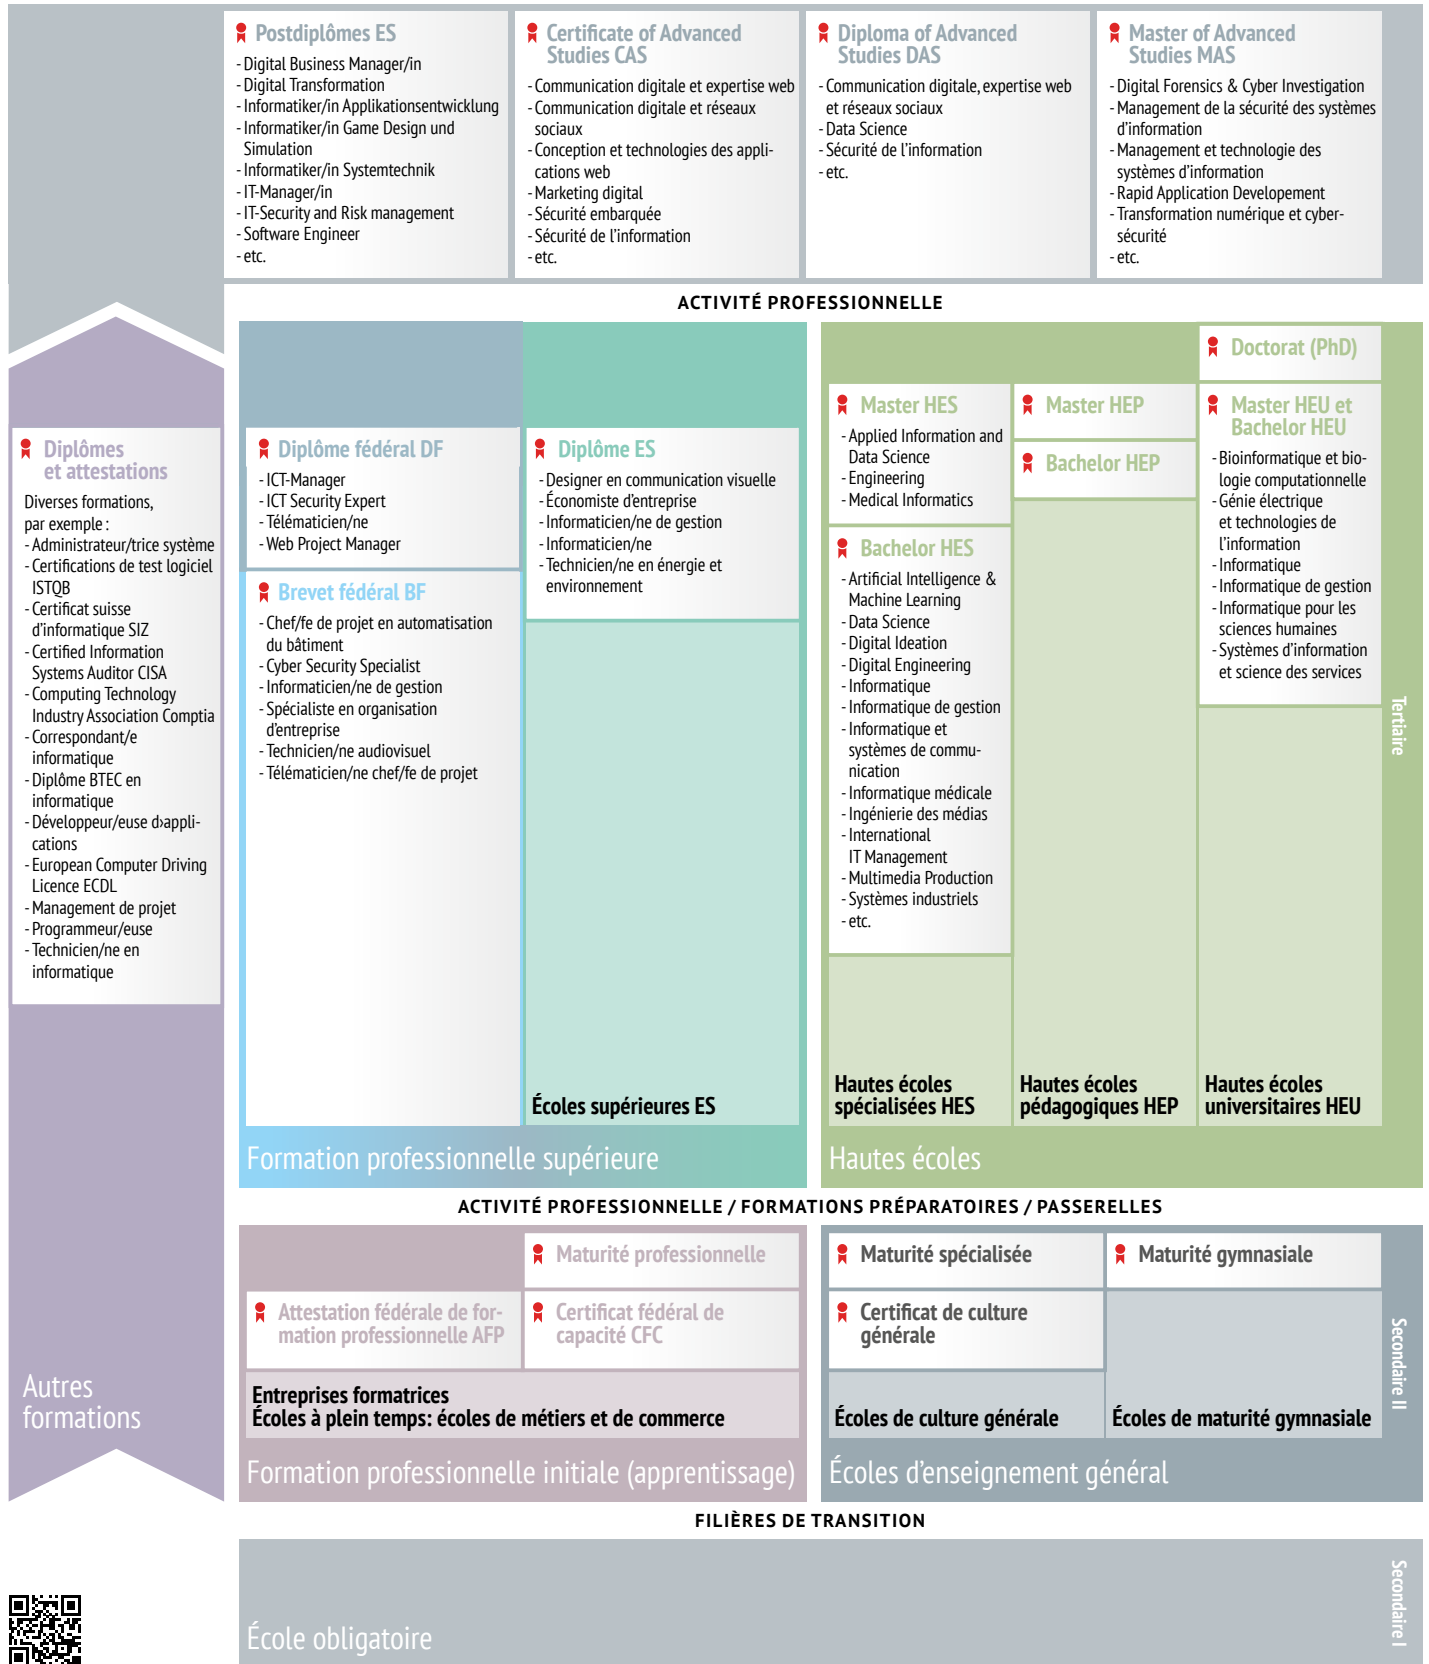 Postdiplômes ES
- Digital Business Manager/in
- Digital Transformation
- Informatiker/in Applikationsentwicklung
- Informatiker/in Game Design und
Simulation
- Informatiker/in Systemtechnik
- IT-Manager/in
- IT-Security and Risk management
- Software Engineer
- etc.
Certificate of Advanced
Studies CAS
- Communication digitale et expertise web
- Communication digitale et réseaux
sociaux
- Conception et technologies des appli-
cations web
- Marketing digital
- Sécurité embarquée
- Sécurité de l’information
- etc.
Diploma of Advanced
Studies DAS
- Communication digitale, expertise web
et réseaux sociaux
- Data Science
- Sécurité de l’information
- etc.
Master of Advanced
Studies MAS
- Digital Forensics & Cyber Investigation
- Management de la sécurité des systèmes
d’information
- Management et technologie des
systèmes d’information
- Rapid Application Developement
- Transformation numérique et cyber-
sécurité
- etc.
ACTIVITÉ PROFESSIONNELLE
Diplômes
et attestations
Diverses formations,
par exemple :
- Administrateur/trice système
- Certifications de test logiciel
ISTQB
- Certificat suisse
d’informatique SIZ
- Certified Information
Systems Auditor CISA
- Computing Technology
Industry Association Comptia
- Correspondant/e
informatique
- Diplôme BTEC en
informatique
- Développeur/euse d›appli-
cations
- European Computer Driving
Licence ECDL
- Management de projet
- Programmeur/euse
- Technicien/ne en
informatique
Autres
formations
Diplôme fédéral DF
- ICT-Manager
- ICT Security Expert
- Télématicien/ne
- Web Project Manager
Brevet fédéral BF
- Chef/fe de projet en automatisation
du bâtiment
- Cyber Security Specialist
- Informaticien/ne de gestion
- Spécialiste en organisation
d’entreprise
- Technicien/ne audiovisuel
- Télématicien/ne chef/fe de projet
Diplôme ES
- Designer en communication visuelle
- Économiste d’entreprise
- Informaticien/ne de gestion
- Informaticien/ne
- Technicien/ne en énergie et
environnement
Écoles supérieures ES
Formation professionnelle supérieure
Master HES
- Applied Information and
Data Science
- Engineering
- Medical Informatics
Bachelor HES
- Artificial Intelligence &
Machine Learning
- Data Science
- Digital Ideation
- Digital Engineering
- Informatique
- Informatique de gestion
- Informatique et
systèmes de commu-
nication
- Informatique médicale
- Ingénierie des médias
- International
IT Management
- Multimedia Production
- Systèmes industriels
- etc.
Hautes écoles
spécialisées HES
Master HEP
Bachelor HEP
Hautes écoles
pédagogiques HEP
Doctorat (PhD)
Master HEU et
Bachelor HEU
- Bioinformatique et bio-
logie computationnelle
- Génie électrique
et technologies de
l’information
- Informatique
- Informatique de gestion
- Informatique pour les
sciences humaines
- Systèmes d’information
et science des services
Hautes écoles
universitaires HEU
Hautes écoles
Tertiaire
ACTIVITÉ PROFESSIONNELLE / FORMATIONS PRÉPARATOIRES / PASSERELLES
Maturité professionnelle
Attestation fédérale de for-
mation professionnelle AFP
Certificat fédéral de
capacité CFC
Entreprises formatrices
Écoles à plein temps: écoles de métiers et de commerce
Formation professionnelle initiale (apprentissage)
Maturité spécialisée
Certificat de culture
générale
Écoles de culture générale
Maturité gymnasiale
Écoles de maturité gymnasiale
Écoles d’enseignement général
Secondaire II
FILIÈRES DE TRANSITION
École obligatoire
Secondaire I